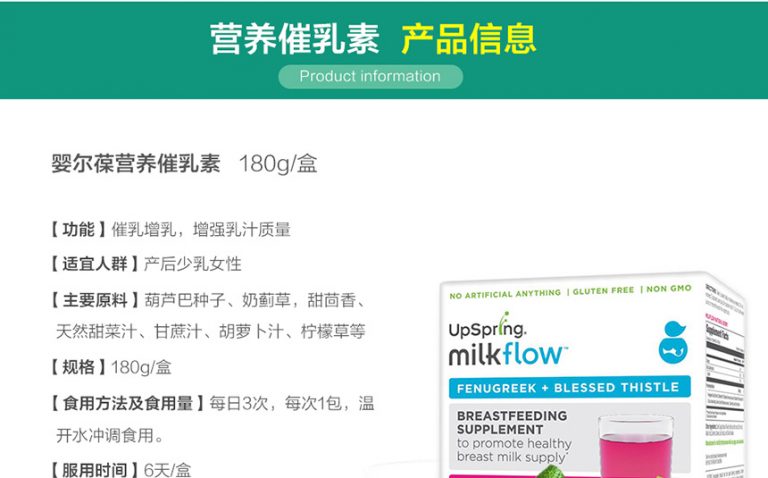 营养催乳素 产品信息
Product information
婴尔葆营养催乳素 180g/盒
【功能】催乳增乳，增强乳汁质量
【适宜人群】产后少乳女性
【主要原料】葫芦巴种子、奶蓟草，甜茴香、
天然甜菜汁、甘蔗汁、胡萝卜汁、柠檬草等
【规格】180g/盒
【食用方法及食用量】每日3次，每次1包，温
开水冲调食用。
【服用时间】6天/盒
NO ARTIFICIAL ANYTHING | GLUTEN FREE | NON GMO
UpSpring®
milkflow™
FENUGREEK + BLESSED THISTLE
BREASTFEEDING
SUPPLEMENT
to promote healthy
breast milk supply*
Supplement Facts